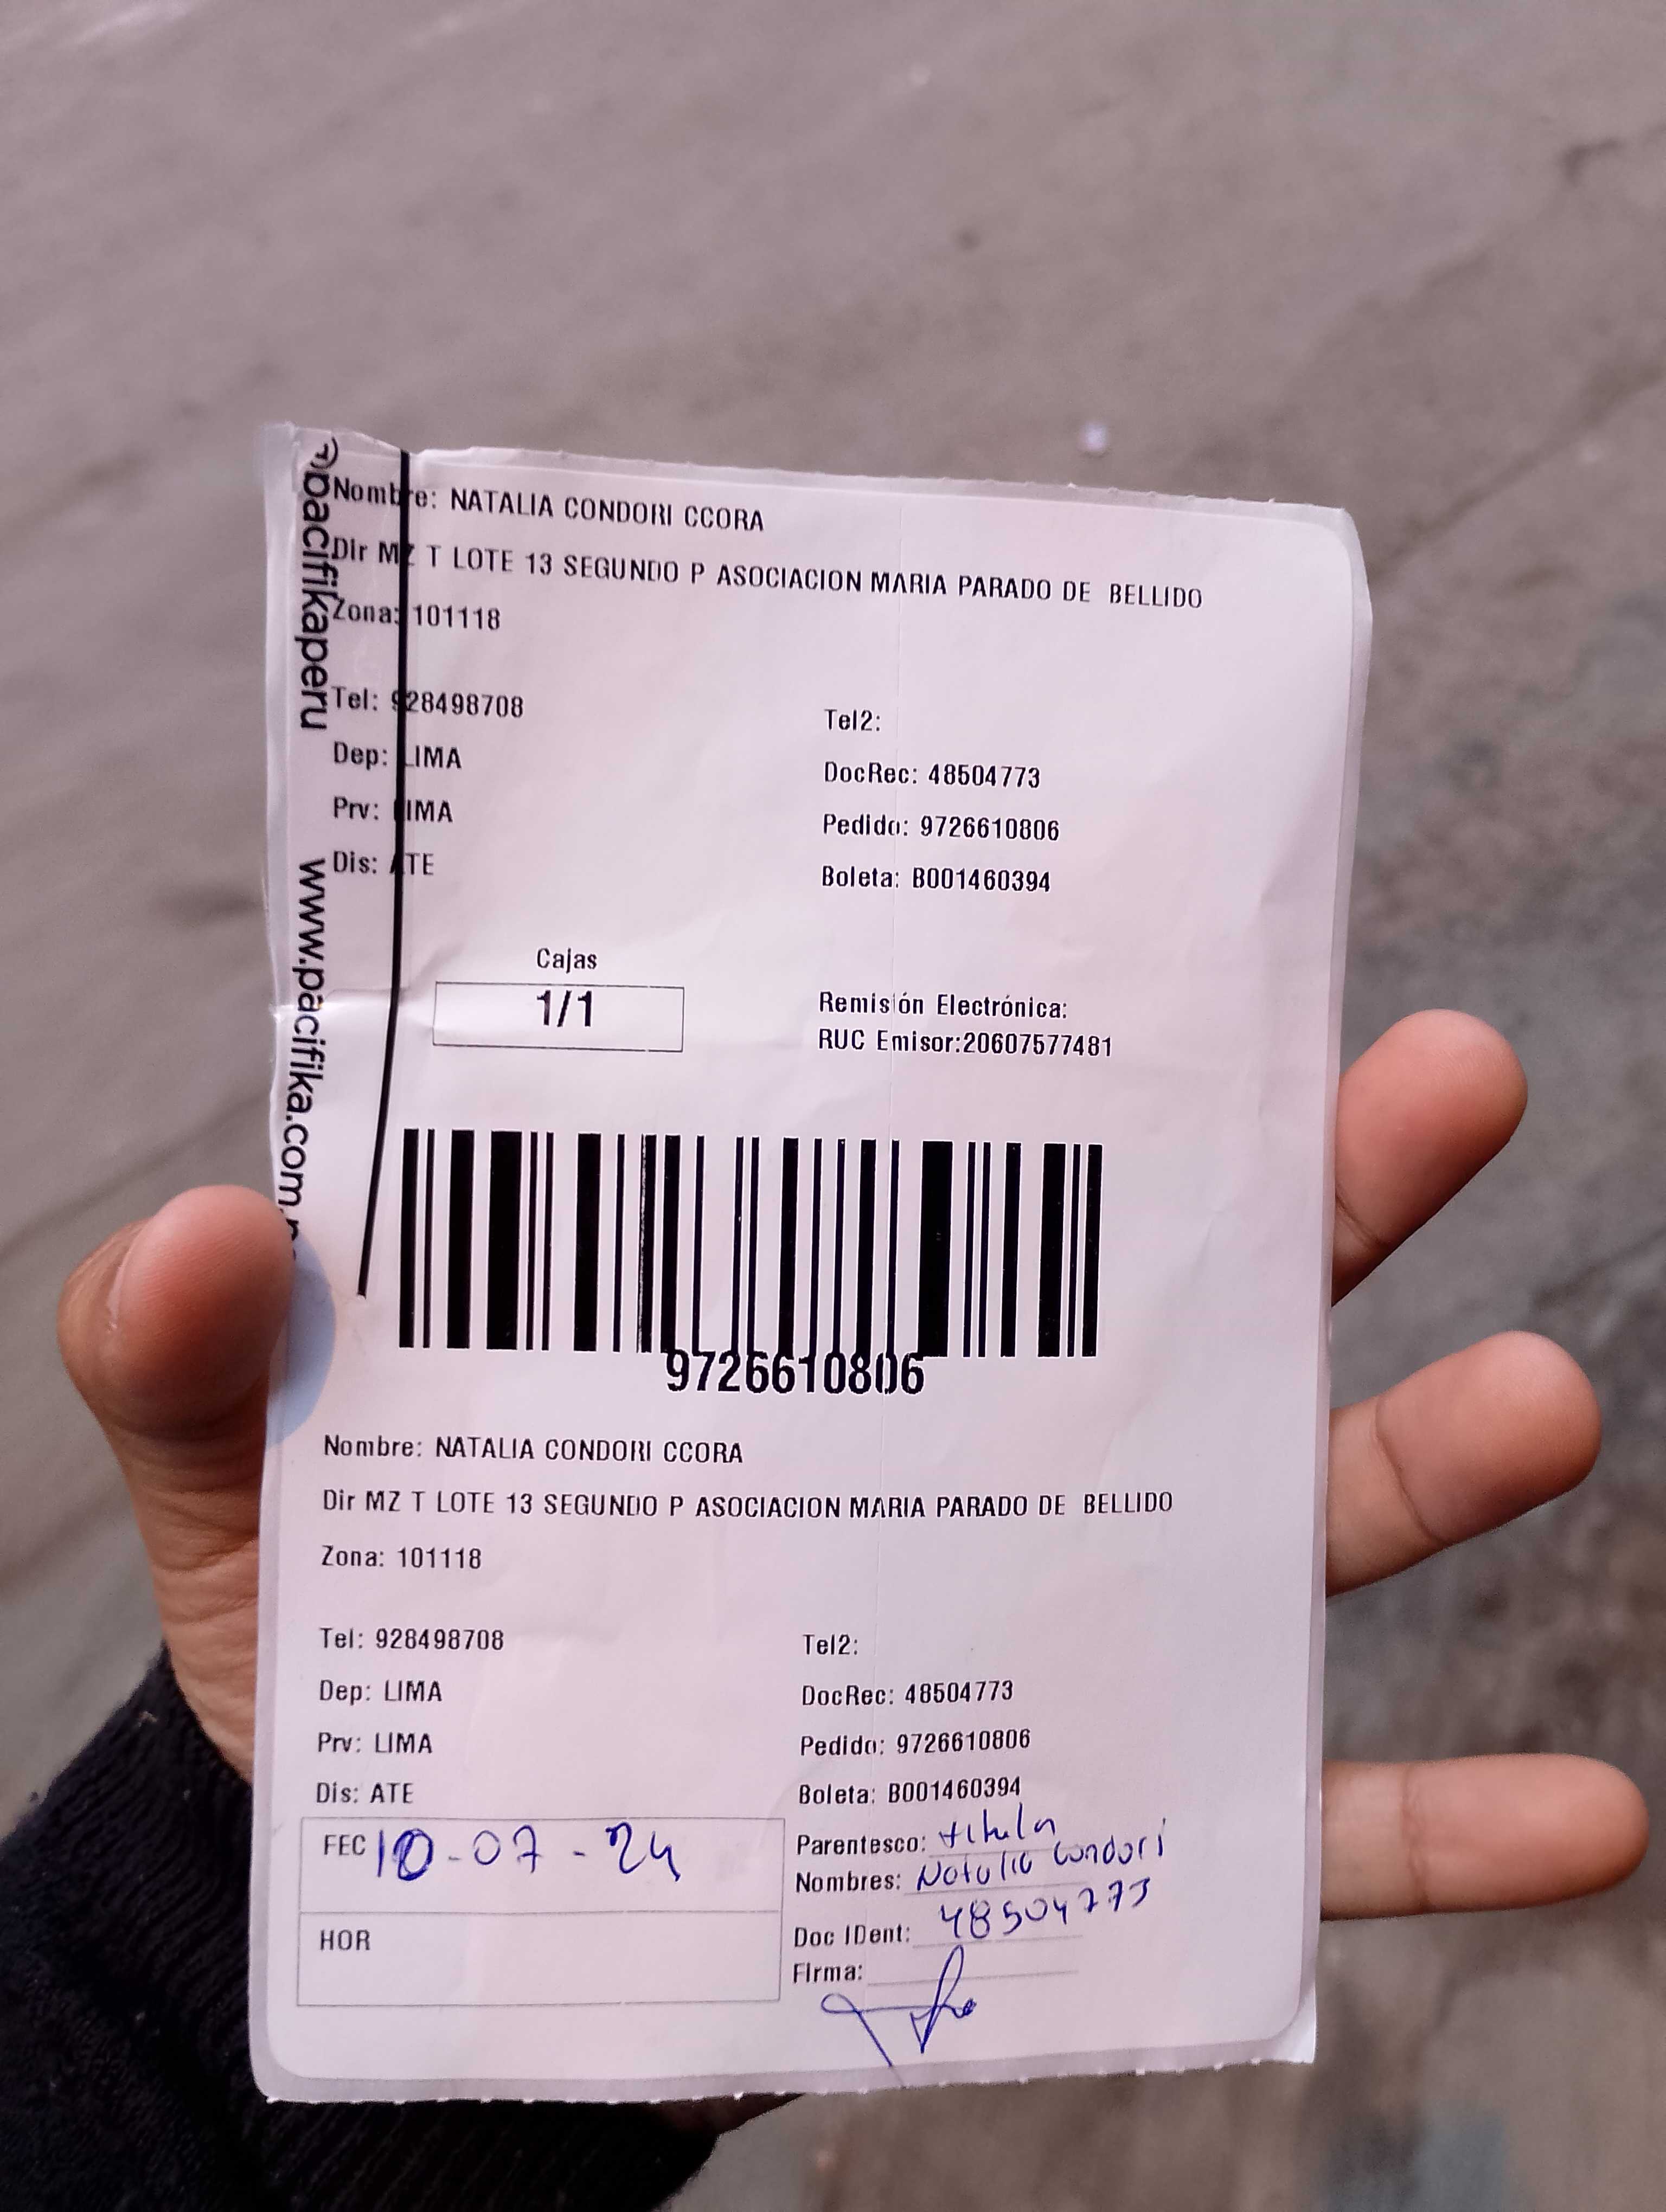 @pacifikaperu
www.pacifika.com.p
Nombre: NATALIA CONDORI CCORA
Dir MZ T LOTE 13 SEGUNDO P ASOCIACION MARIA PARADO DE BELLIDO
Zona: 101118
Tel: 928498708
Tel2:
Dep: LIMA
DocRec: 48504773
Prv: LIMA
Pedido: 9726610806
Dis: ATE
Boleta: B001460394
Cajas
1/1
Remisión Electrónica:
RUC Emisor:20607577481
9726610806
Nombre: NATALIA CONDORI CCORA
Dir MZ T LOTE 13 SEGUNDO P ASOCIACION MARIA PARADO DE BELLIDO
Zona: 101118
Tel: 928498708
Tel2:
Dep: LIMA
DocRec: 48504773
Prv: LIMA
Pedido: 9726610806
Dis: ATE
Boleta: B001460394
FEC 10-07-24
Parentesco: titular
Nombres: Natalia Condori
HOR
Doc IDent: 48504773
Firma: